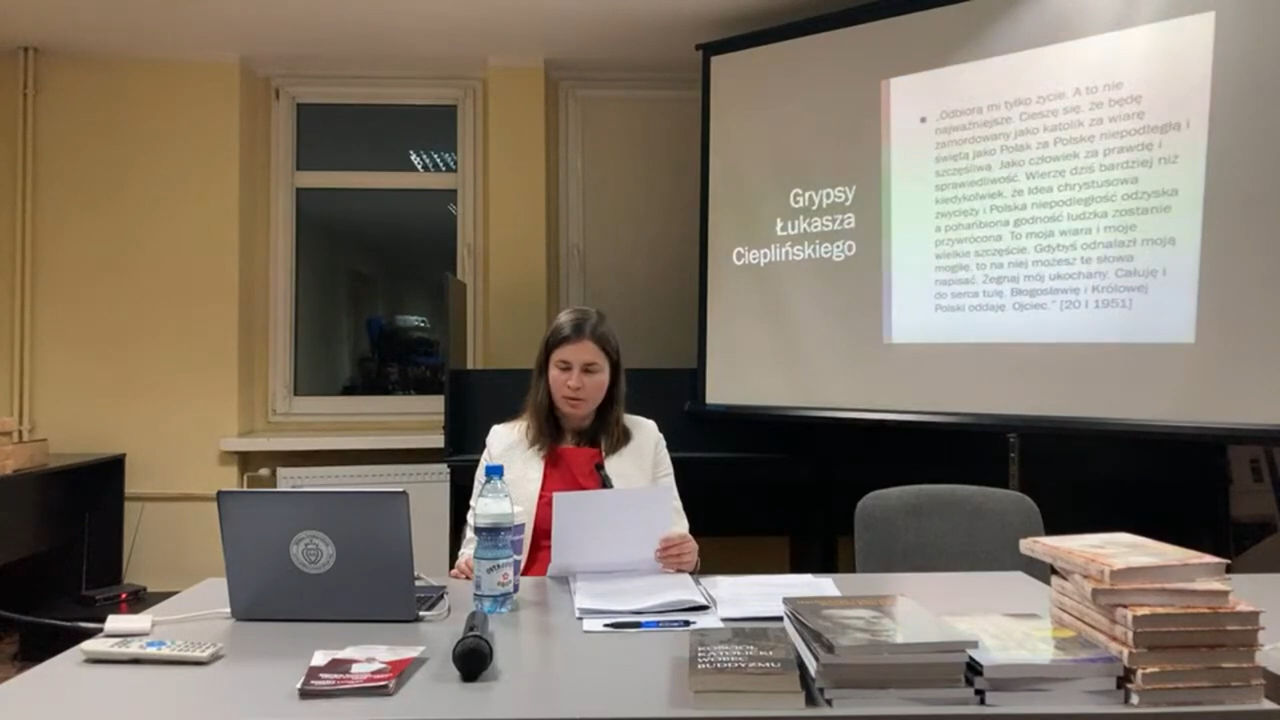 Grypsy
Łukasza
Cieplińskiego
„Odbiorą mi tylko życie. A to nie
najważniejsze. Cieszę się, że będę
zamordowany jako katolik za wiarę
świętą jako Polak za Polskę niepodległą i
szczęśliwą. Jako człowiek za prawdę i
sprawiedliwość. Wierzę dziś bardziej niż
kiedykolwiek, że Idea chrystusowa
zwycięży i Polska niepodległość odzyska
a pohańbiona godność ludzka zostanie
przywrócona. To moja wiara i moje
wielkie szczęście. Gdybyś odnalazł moją
mogiłę, to na niej możesz te słowa
napisać. Żegnaj mój ukochany. Całuję i
do serca tulę. Błogosławię i Królowej
Polski oddaję. Ojciec.” [20 I 1951]
KOŚCIÓŁ
KATOLICKI
WOBEC
BUDDYZMU